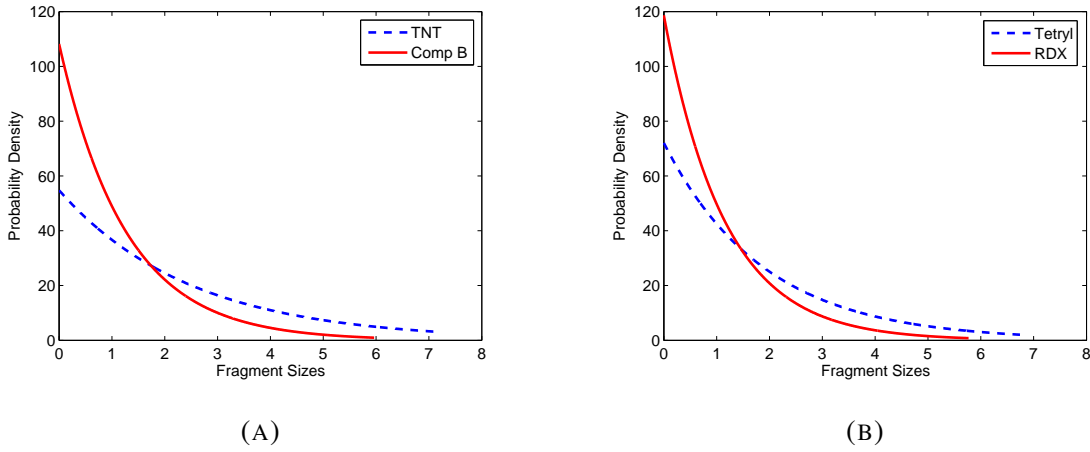 120
100
80
60
40
20
0
Probability Density
TNT
Comp B
0 1 2 3 4 5 6 7 8
Fragment Sizes
(A)
120
100
80
60
40
20
0
Probability Density
Tetryl
RDX
0 1 2 3 4 5 6 7 8
Fragment Sizes
(B)